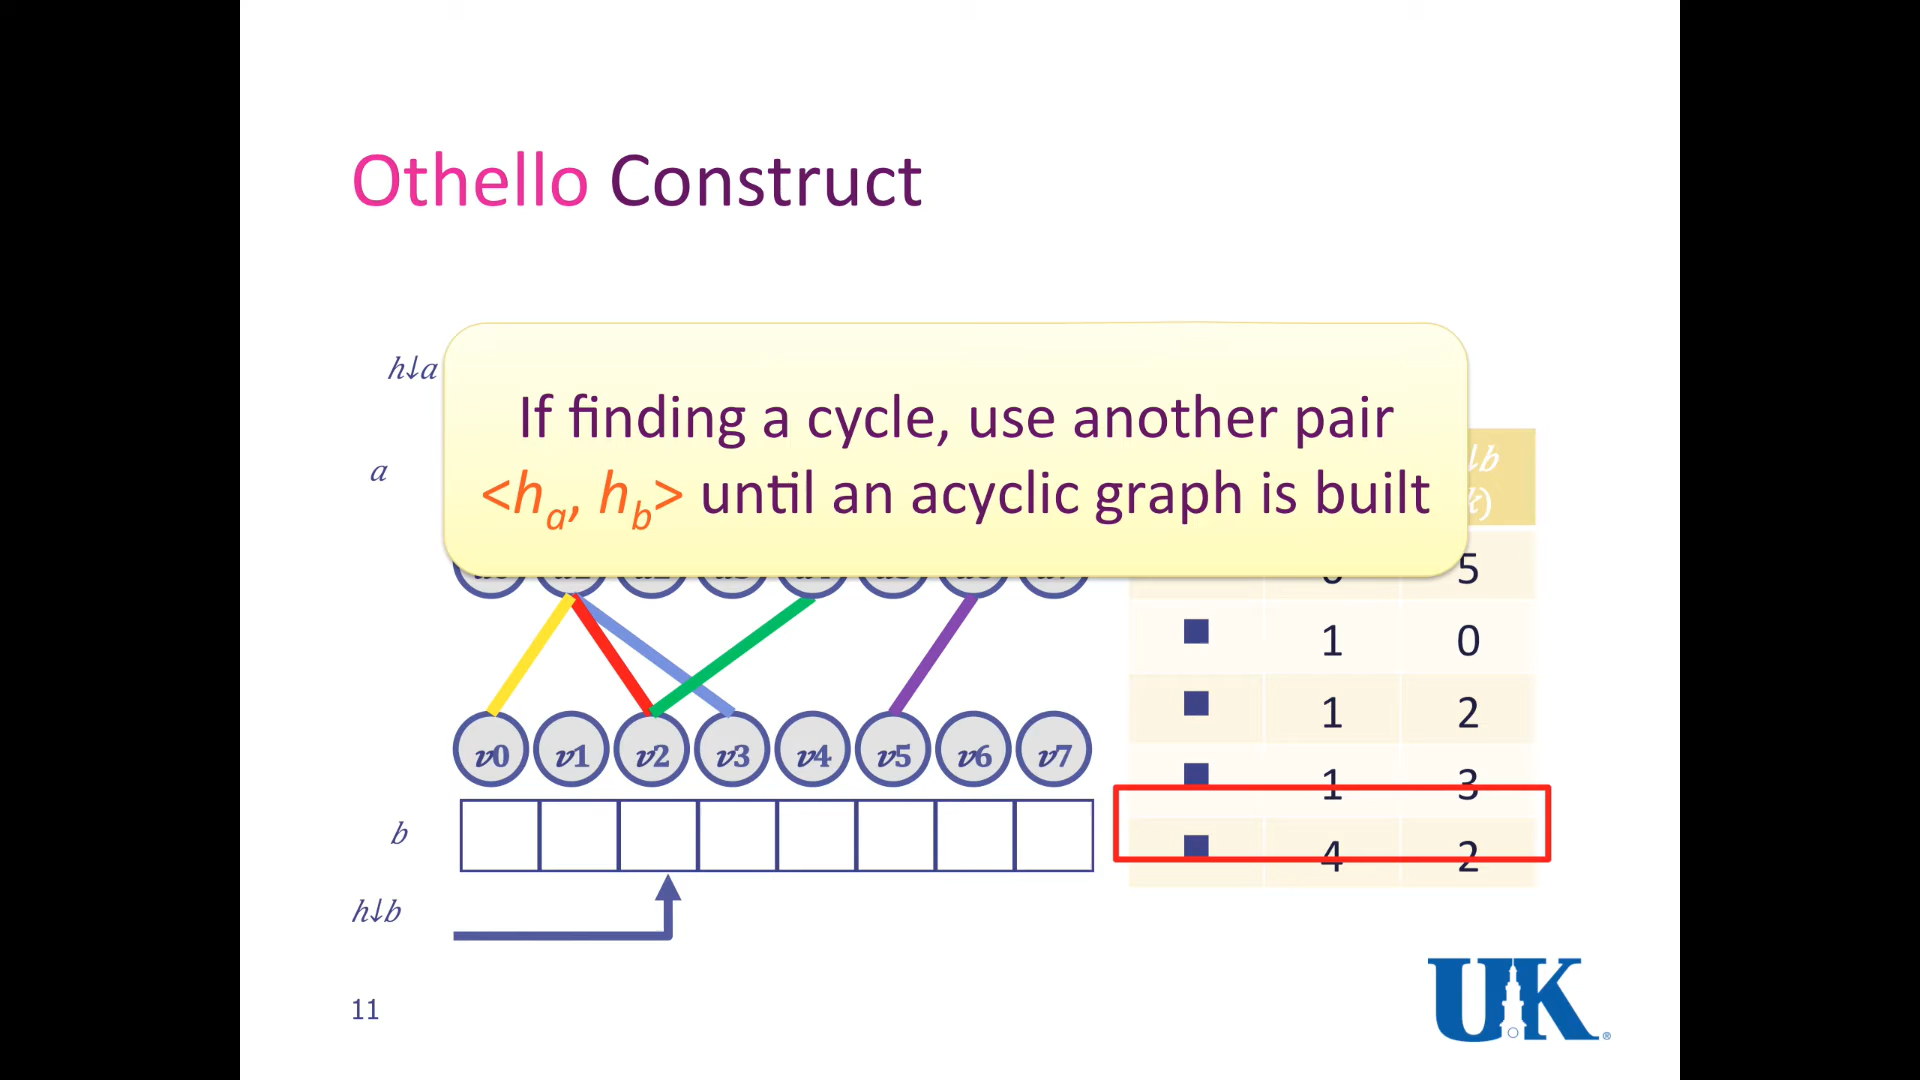 Othello Construct
h↓a
If finding a cycle, use another pair
<ha, hb> until an acyclic graph is built
a
↓b
k)
5
1 0
1 2
v0 v1 v2 v3 v4 v5 v6 v7
1 3
b
4 2
h↓b
11
UK®